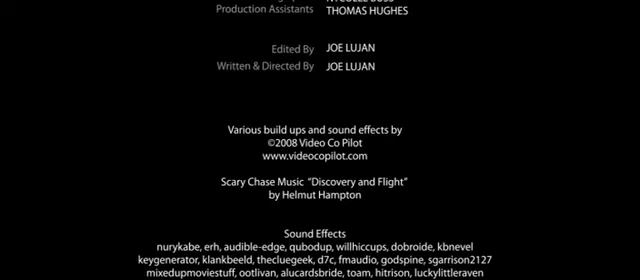 Production Assistants THOMAS HUGHES
Edited By JOE LUJAN
Written & Directed By JOE LUJAN
Various build ups and sound effects by
©2008 Video Co Pilot
www.videocopilot.com
Scary Chase Music "Discovery and Flight"
by Helmut Hampton
Sound Effects
nurykabe, erh, audible-edge, qubodup, willhiccups, dobroide, kbnevel
keygenerator, klankbeeld, thecluegeek, d7c, fmaudio, godspine, sgarrison2127
mixedupmoviestuff, ootlivan, alucardsbride, toam, hitrison, luckylittleraven